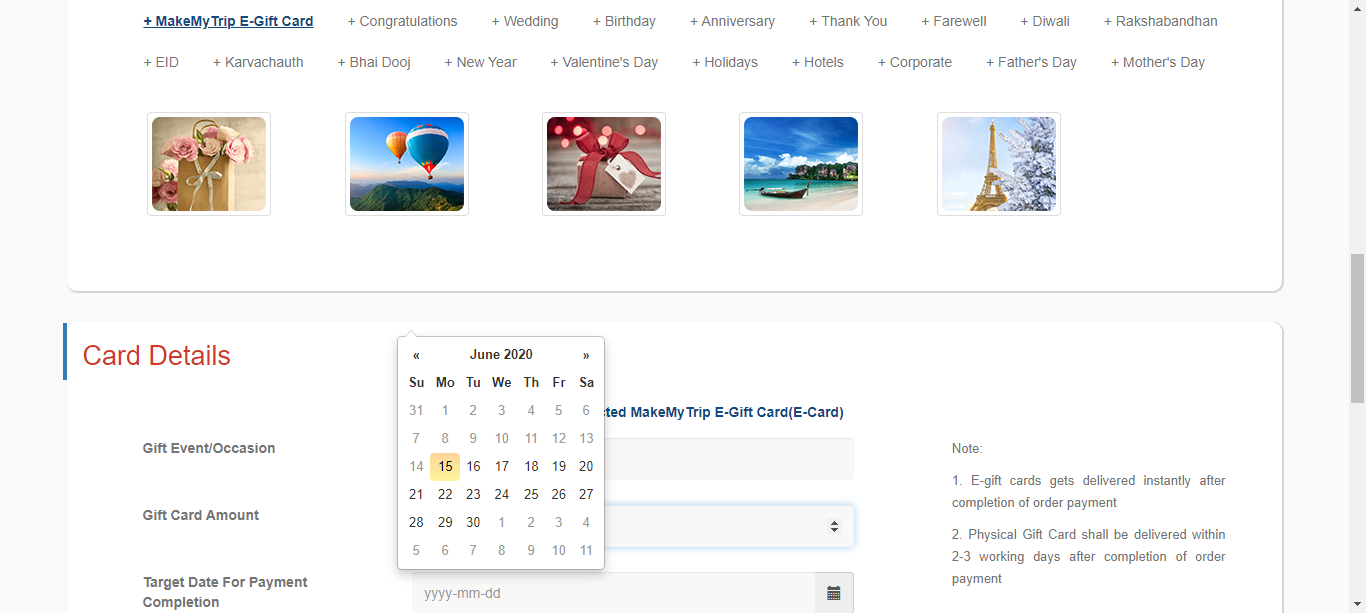 + MakeMyTrip E-Gift Card + Congratulations + Wedding + Birthday + Anniversary + Thank You + Farewell + Diwali + Rakshabandhan
+ EID + Karvachauth + Bhai Dooj + New Year + Valentine's Day + Holidays + Hotels + Corporate + Father's Day + Mother's Day
Card Details
« June 2020 »
Su Mo Tu We Th Fr Sa
31 1 2 3 4 5 6
7 8 9 10 11 12 13
14 15 16 17 18 19 20
21 22 23 24 25 26 27
28 29 30 1 2 3 4
5 6 7 8 9 10 11
MakeMyTrip E-Gift Card(E-Card)
Gift Event/Occasion
Gift Card Amount
Target Date For Payment
Completion
yyyy-mm-dd
Note:
1. E-gift cards gets delivered instantly after
completion of order payment
2. Physical Gift Card shall be delivered within
2-3 working days after completion of order
payment